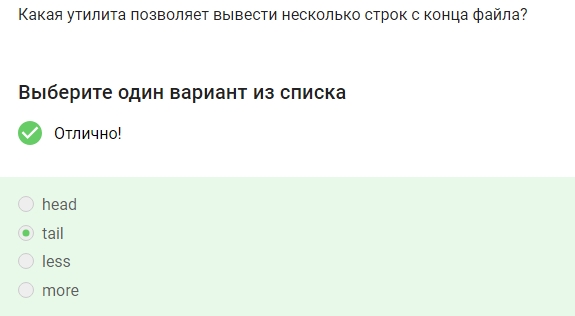 Какая утилита позволяет вывести несколько строк с конца файла?
Выберите один вариант из списка
Отлично!
head
tail
less
more